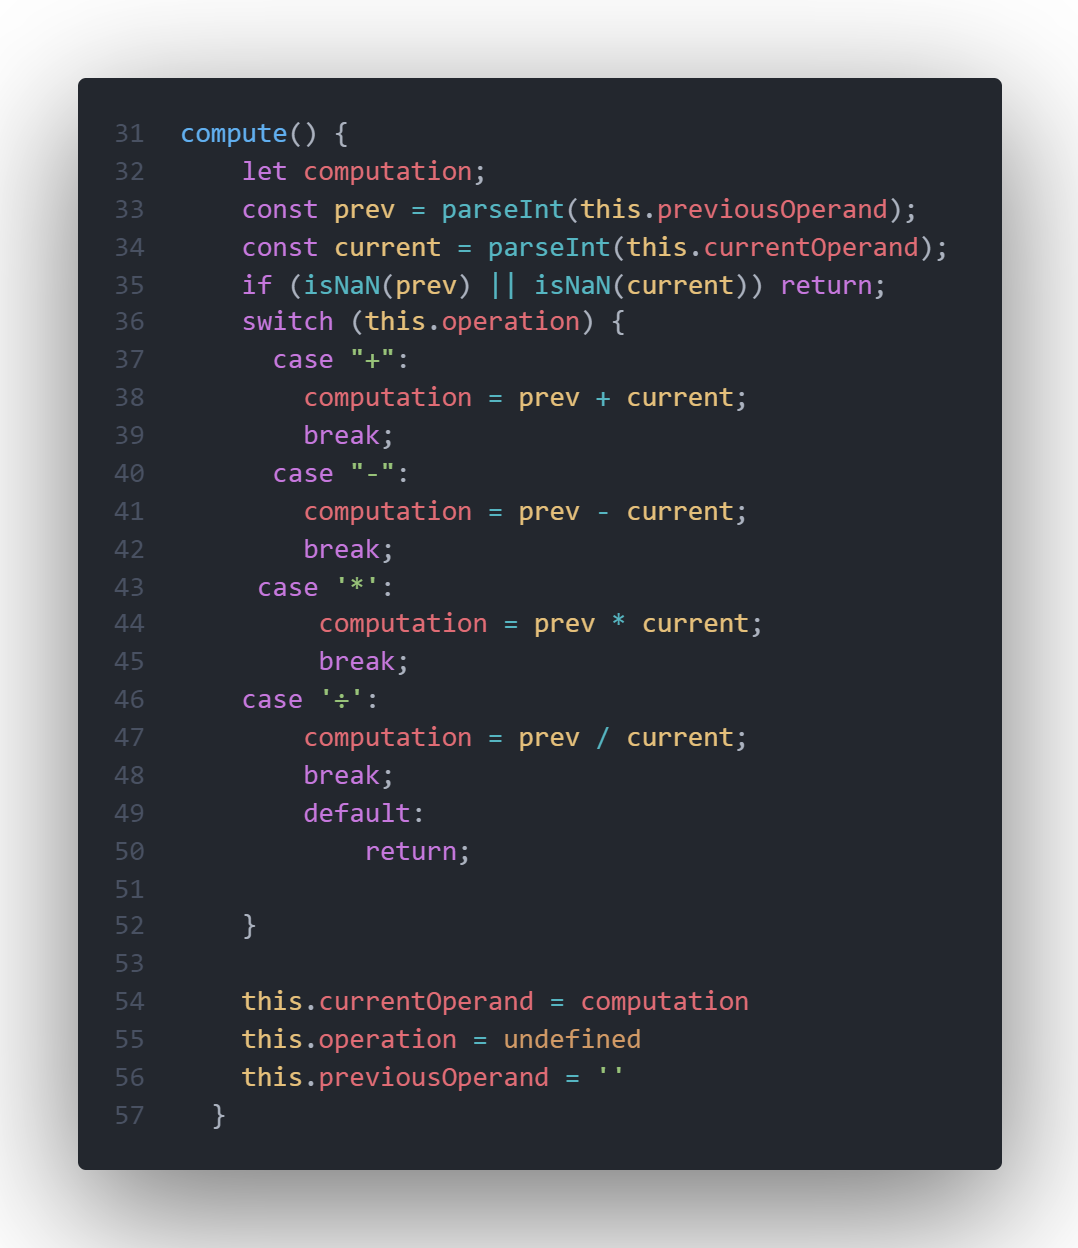 31  compute() {
32      let computation;
33      const prev = parseInt(this.previousOperand);
34      const current = parseInt(this.currentOperand);
35      if (isNaN(prev) || isNaN(current)) return;
36      switch (this.operation) {
37        case "+":
38          computation = prev + current;
39          break;
40        case "-":
41          computation = prev - current;
42          break;
43       case '*':
44           computation = prev * current;
45           break;
46      case '÷':
47          computation = prev / current;
48          break;
49          default:
50              return;
51
52      }
53
54      this.currentOperand = computation
55      this.operation = undefined
56      this.previousOperand = ''
57    }